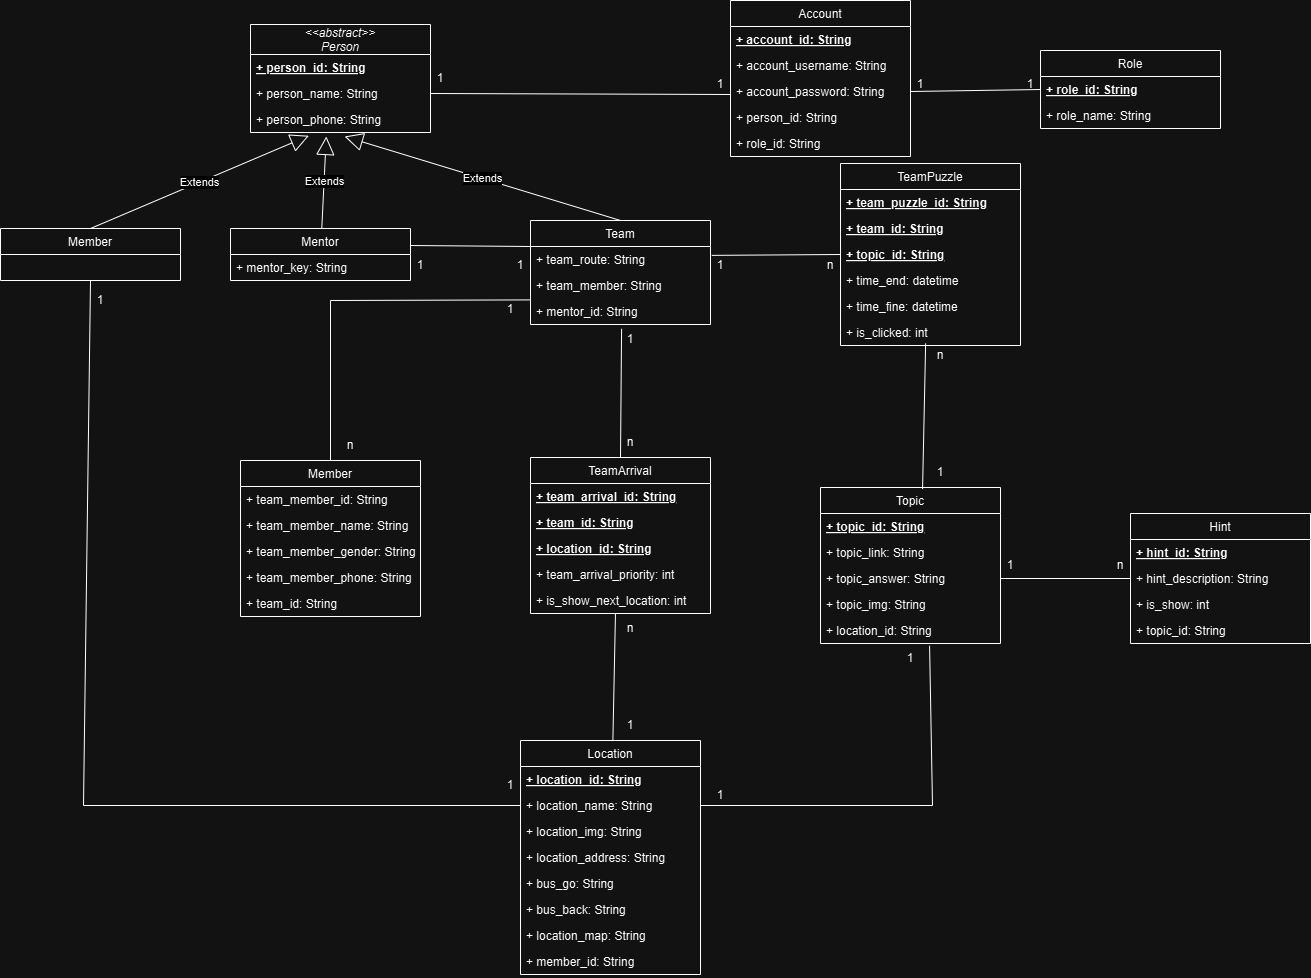 <<abstract>>
Person
+ person_id: String
+ person_name: String
+ person_phone: String
Account
+ account_id: String
+ account_username: String
+ account_password: String
+ person_id: String
+ role_id: String
Role
+ role_id: String
+ role_name: String
1
1
1
1
Extends
Extends
Extends
Member
Mentor
+ mentor_key: String
Team
+ team_route: String
+ team_member: String
+ mentor_id: String
TeamPuzzle
+ team_puzzle_id: String
+ team_id: String
+ topic_id: String
+ time_end: datetime
+ time_fine: datetime
+ is_clicked: int
1
1
1
n
1
1
1
n
n
n
1
Member
+ team_member_id: String
+ team_member_name: String
+ team_member_gender: String
+ team_member_phone: String
+ team_id: String
TeamArrival
+ team_arrival_id: String
+ team_id: String
+ location_id: String
+ team_arrival_priority: int
+ is_show_next_location: int
Topic
+ topic_id: String
+ topic_link: String
+ topic_answer: String
+ topic_img: String
+ location_id: String
1
n
Hint
+ hint_id: String
+ hint_description: String
+ is_show: int
+ topic_id: String
n
1
1
1
1
Location
+ location_id: String
+ location_name: String
+ location_img: String
+ location_address: String
+ bus_go: String
+ bus_back: String
+ location_map: String
+ member_id: String